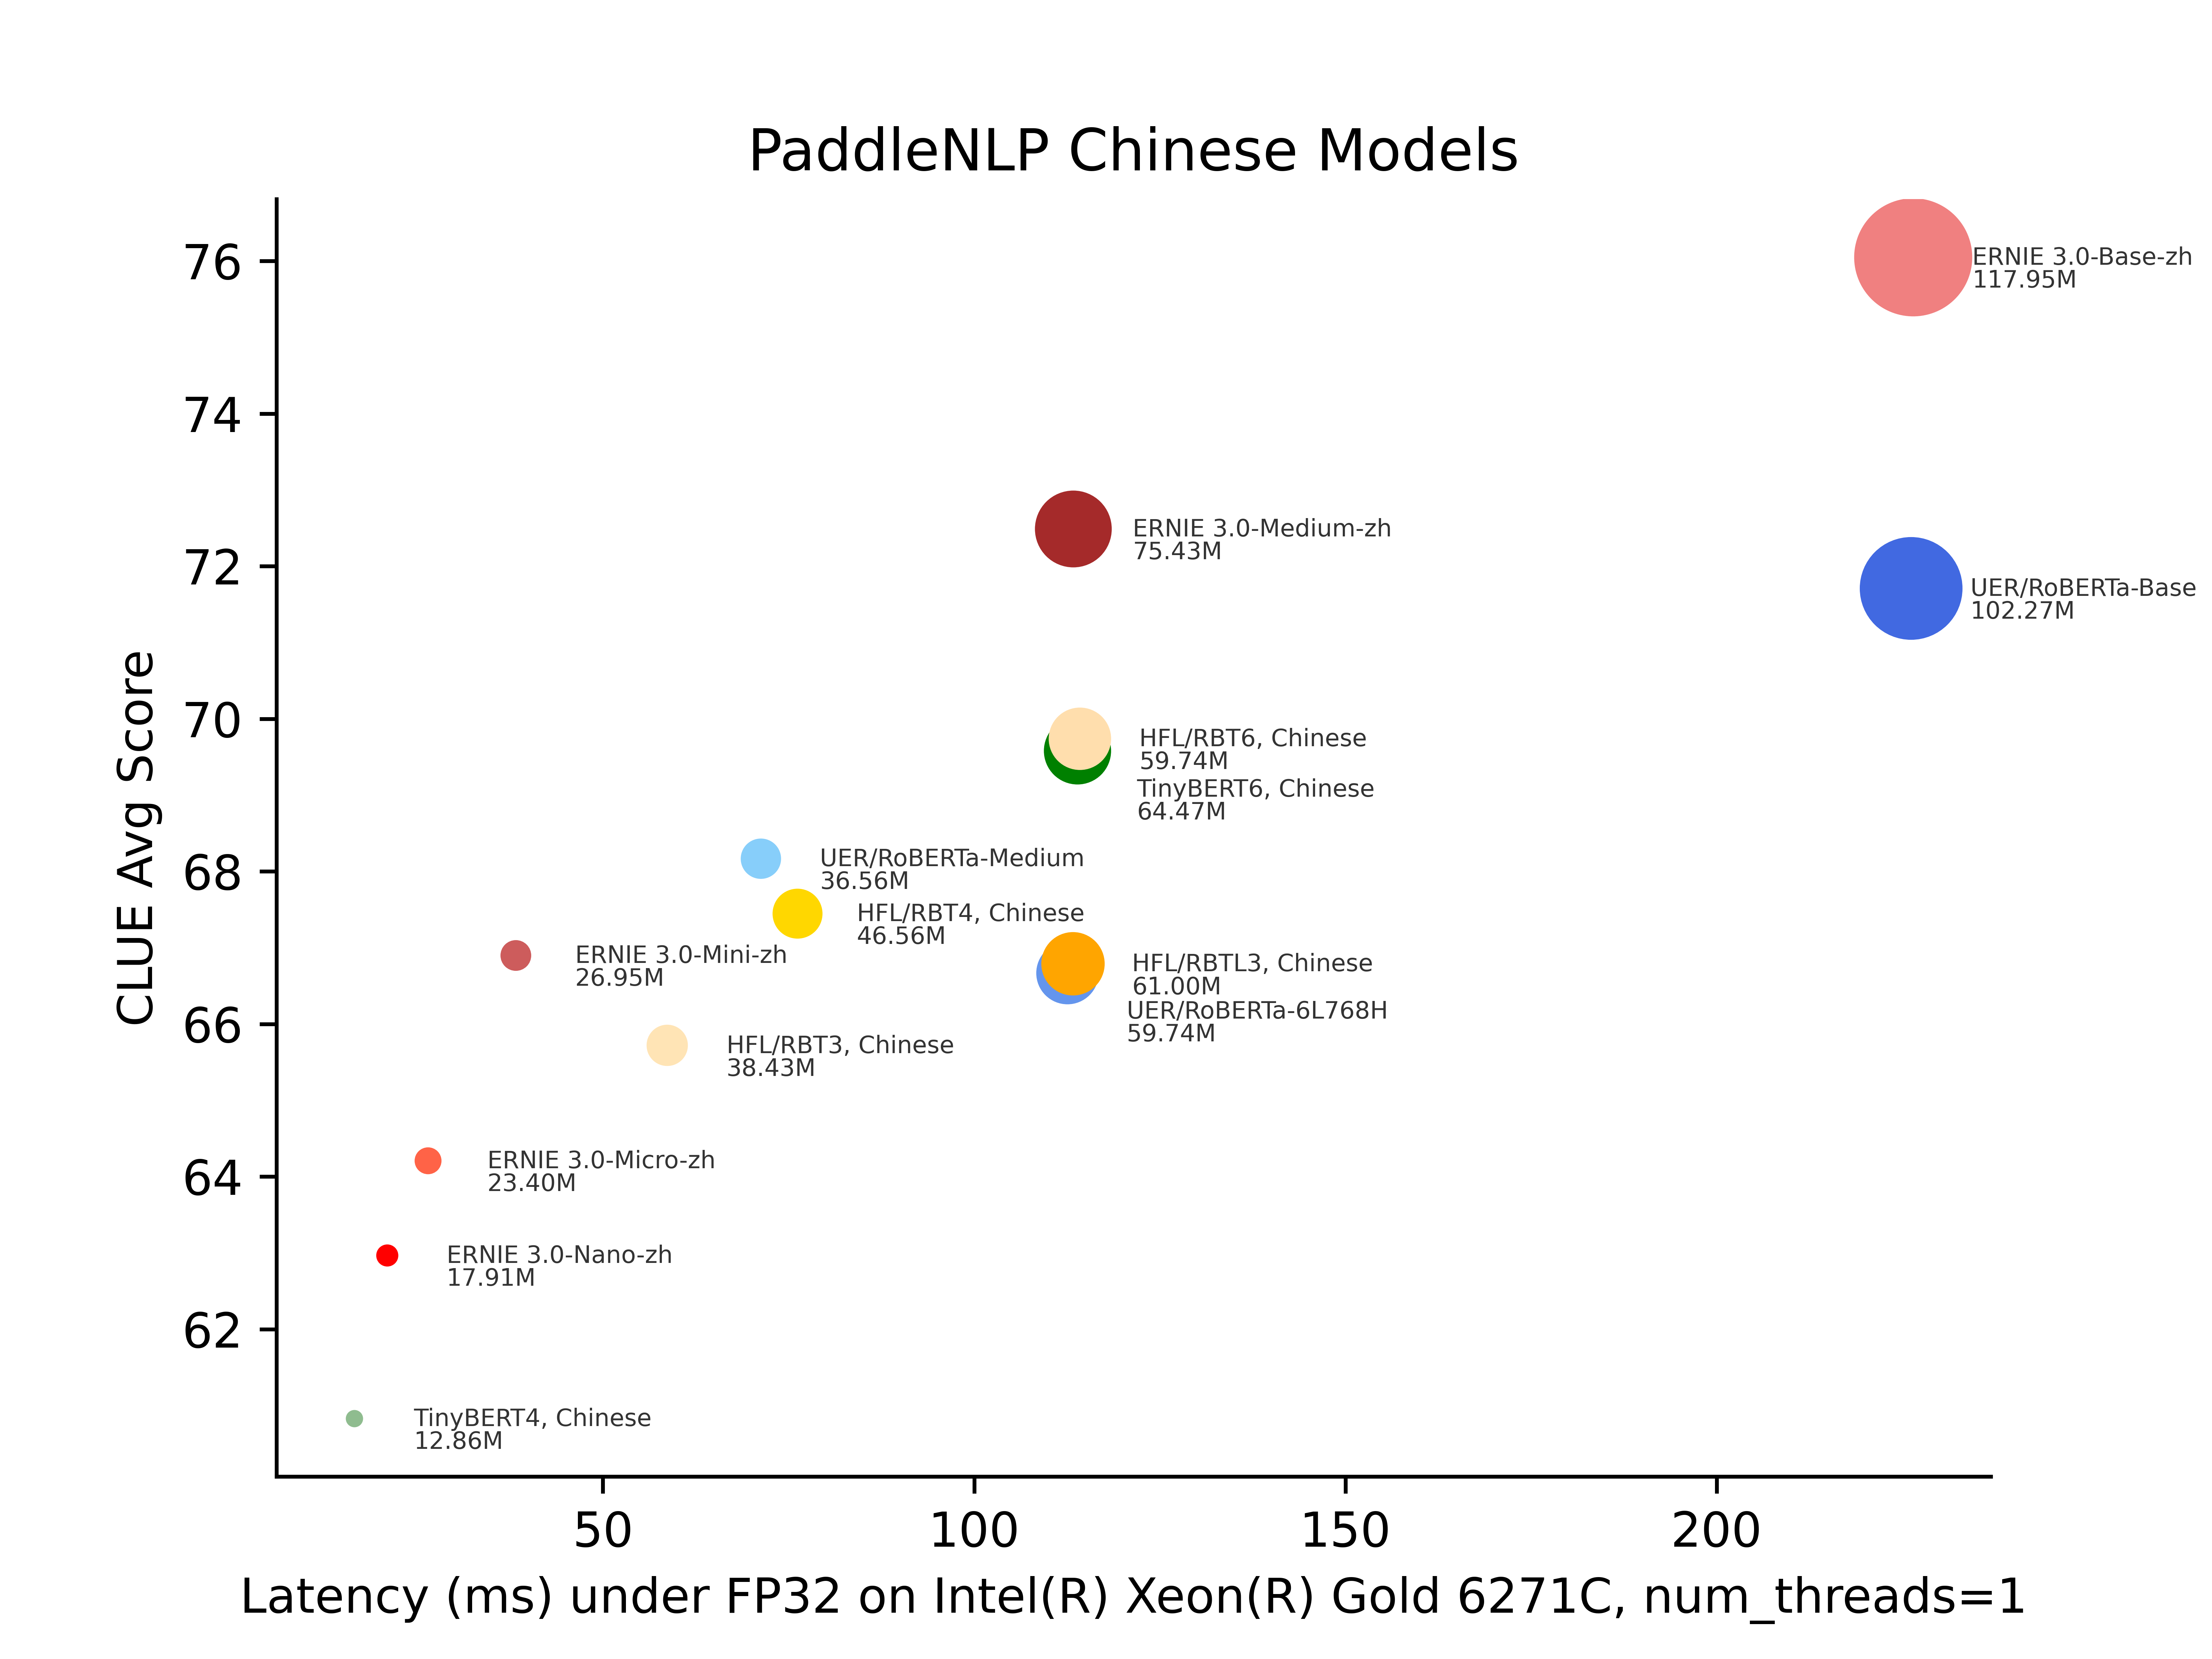 PaddleNLP Chinese Models
76
74
72
70
68
66
64
62
CLUE Avg Score
ERNIE 3.0-Base-zh
117.95M
ERNIE 3.0-Medium-zh
75.43M
UER/RoBERTa-Base
102.27M
HFL/RBT6, Chinese
59.74M
TinyBERT6, Chinese
64.47M
UER/RoBERTa-Medium
36.56M
HFL/RBT4, Chinese
46.56M
ERNIE 3.0-Mini-zh
26.95M
HFL/RBTL3, Chinese
61.00M
UER/RoBERTa-6L768H
59.74M
HFL/RBT3, Chinese
38.43M
ERNIE 3.0-Micro-zh
23.40M
ERNIE 3.0-Nano-zh
17.91M
TinyBERT4, Chinese
12.86M
50
100
150
200
Latency (ms) under FP32 on Intel(R) Xeon(R) Gold 6271C, num_threads=1